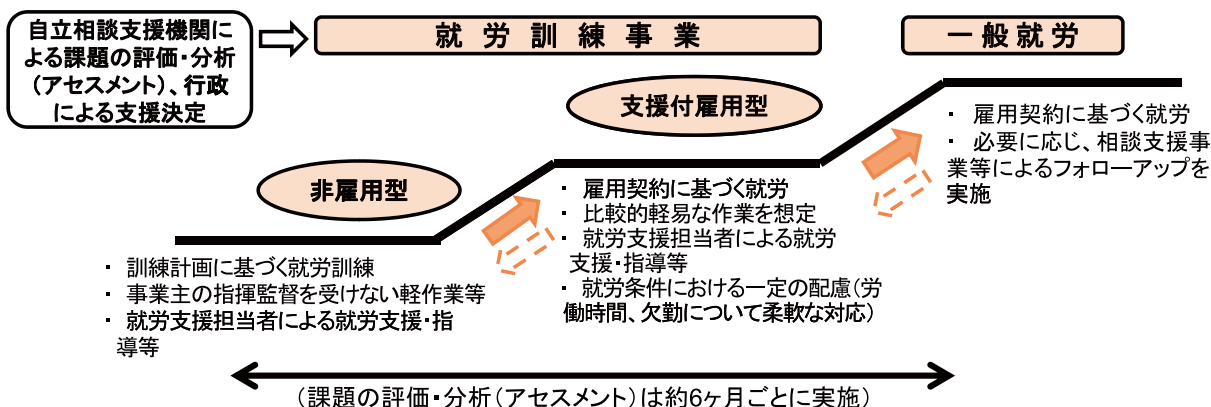 自立相談支援機関
による課題の評価・分析
(アセスメント)、行政
による支援決定
就労訓練事業
一般就労
支援付雇用型
非雇用型
・ 雇用契約に基づく就労
・ 必要に応じ、相談支援事
業等によるフォローアップを
実施
・ 雇用契約に基づく就労
・ 比較的軽易な作業を想定
・ 就労支援担当者による就労
支援・指導等
・ 就労条件における一定の配慮(労
働時間、欠勤について柔軟な対応)
・ 訓練計画に基づく就労訓練
・ 事業主の指揮監督を受けない軽作業等
・ 就労支援担当者による就労支援・指
導等
(課題の評価・分析(アセスメント)は約6ヶ月ごとに実施)